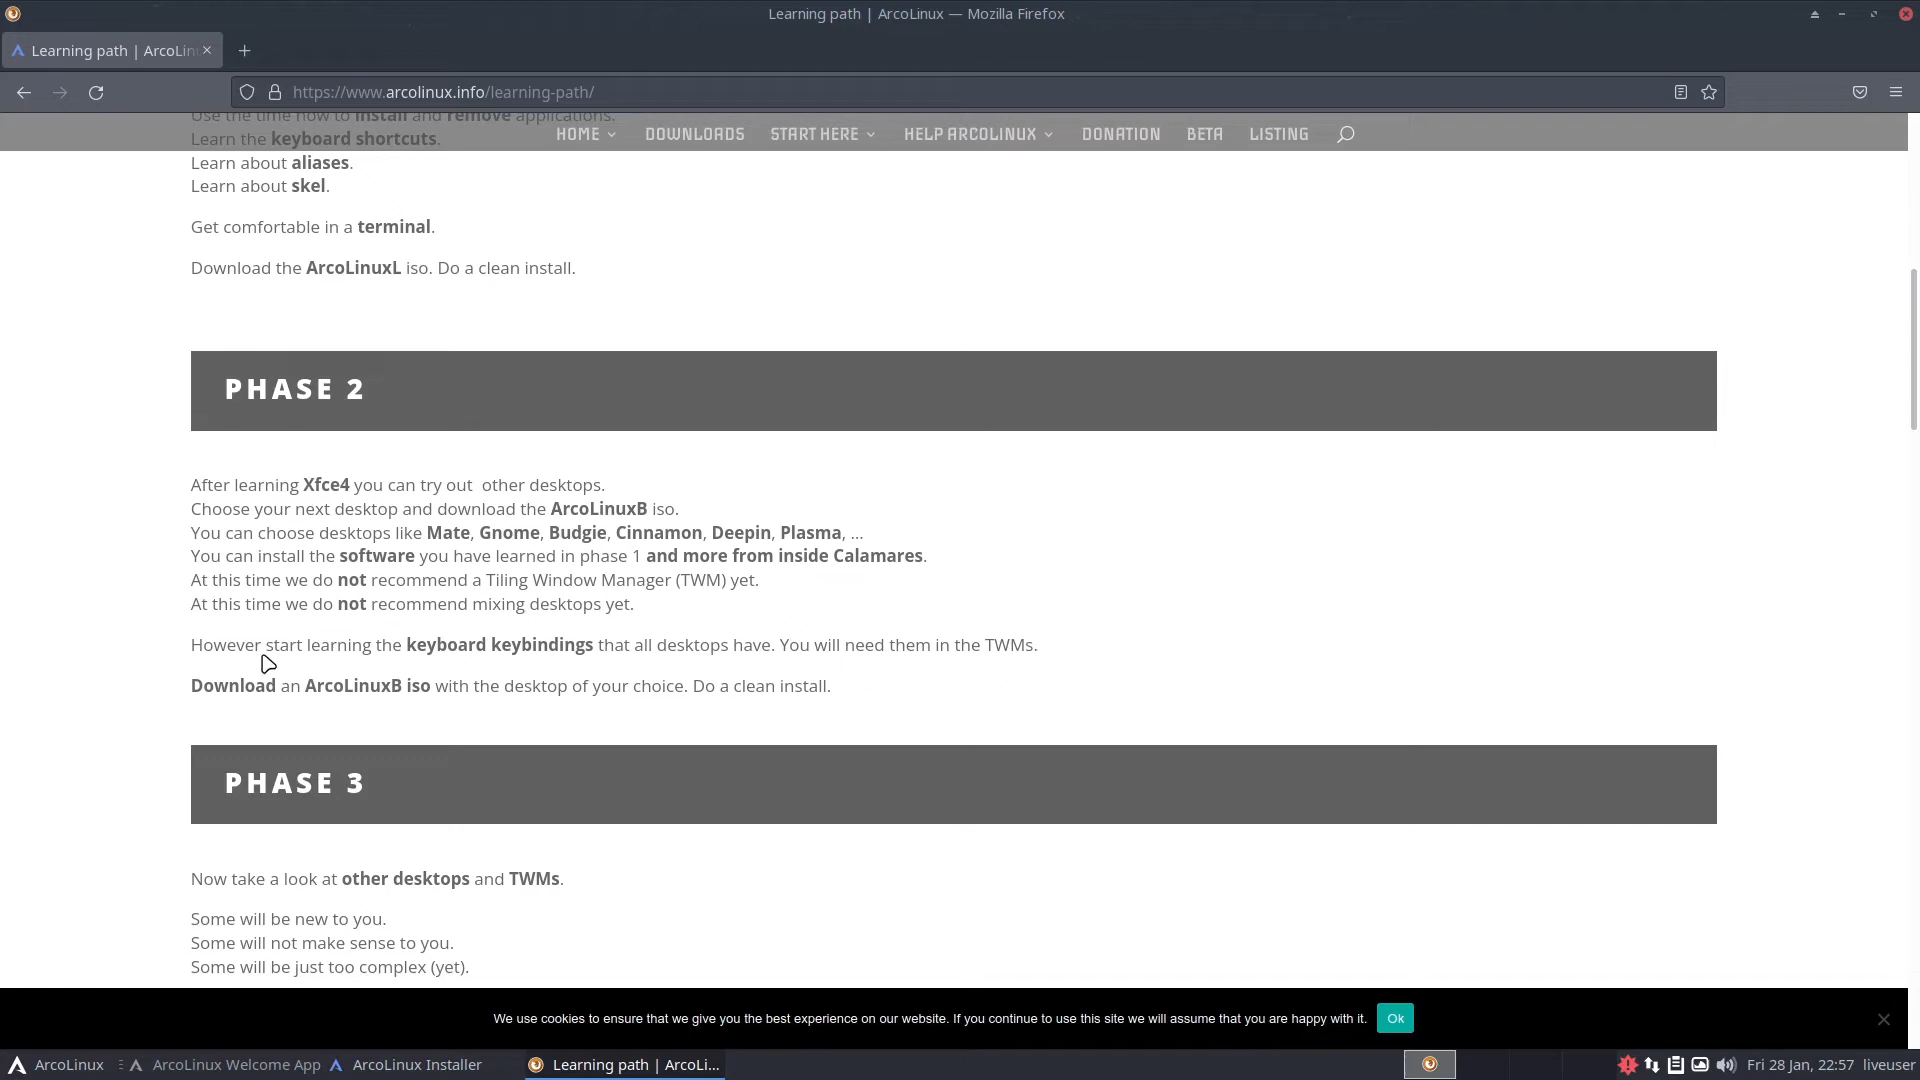 Learning path | ArcoLinux — Mozilla Firefox
Learning path | ArcoLin
https://www.arcolinux.info/learning-path/
Use the time how to install and remove applications.
HOME DOWNLOADS START HERE HELP ARCOLINUX DONATION BETA LISTING
Learn the keyboard shortcuts.
Learn about aliases.
Learn about skel.
Get comfortable in a terminal.
Download the ArcoLinuxL iso. Do a clean install.
PHASE 2
After learning Xfce4 you can try out  other desktops.
Choose your next desktop and download the ArcoLinuxB iso.
You can choose desktops like Mate, Gnome, Budgie, Cinnamon, Deepin, Plasma, ...
You can install the software you have learned in phase 1 and more from inside Calamares.
At this time we do not recommend a Tiling Window Manager (TWM) yet.
At this time we do not recommend mixing desktops yet.
However start learning the keyboard keybindings that all desktops have. You will need them in the TWMs.
Download an ArcoLinuxB iso with the desktop of your choice. Do a clean install.
PHASE 3
Now take a look at other desktops and TWMs.
Some will be new to you.
Some will not make sense to you.
Some will be just too complex (yet).
We use cookies to ensure that we give you the best experience on our website. If you continue to use this site we will assume that you are happy with it. Ok
ArcoLinux ArcoLinux Welcome App ArcoLinux Installer Learning path | ArcoLi... Fri 28 Jan, 22:57 liveuser